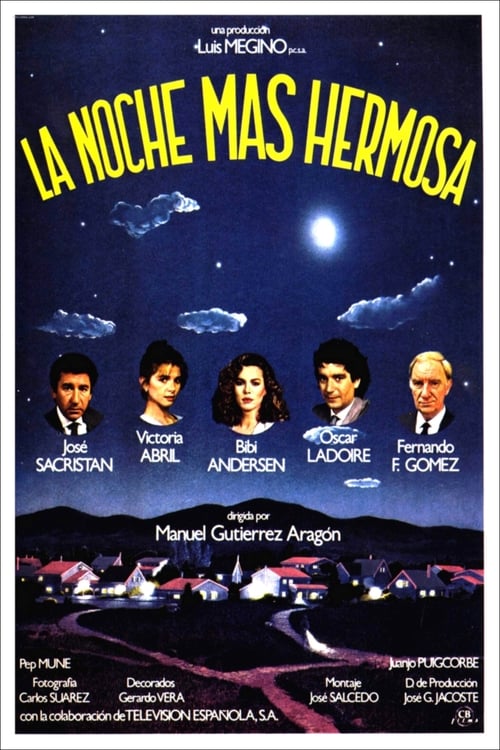 una producción
Luis MEGINO p.c.s.a.
LA NOCHE MAS HERMOSA
José
SACRISTAN
Victoria
ABRIL
Bibi
ANDERSEN
Oscar
LADOIRE
Fernando
F. GOMEZ
dirigida por
Manuel Gutierrez Aragón
Pep MUNE
Juanjo PUIGCORBE
Fotografía
Carlos SUAREZ
Decorados
Gerardo VERA
Montaje
José SALCEDO
D. de Producción
José G. JACOSTE
con la colaboración de TELEVISION ESPAÑOLA, S.A.
CB
FILMS